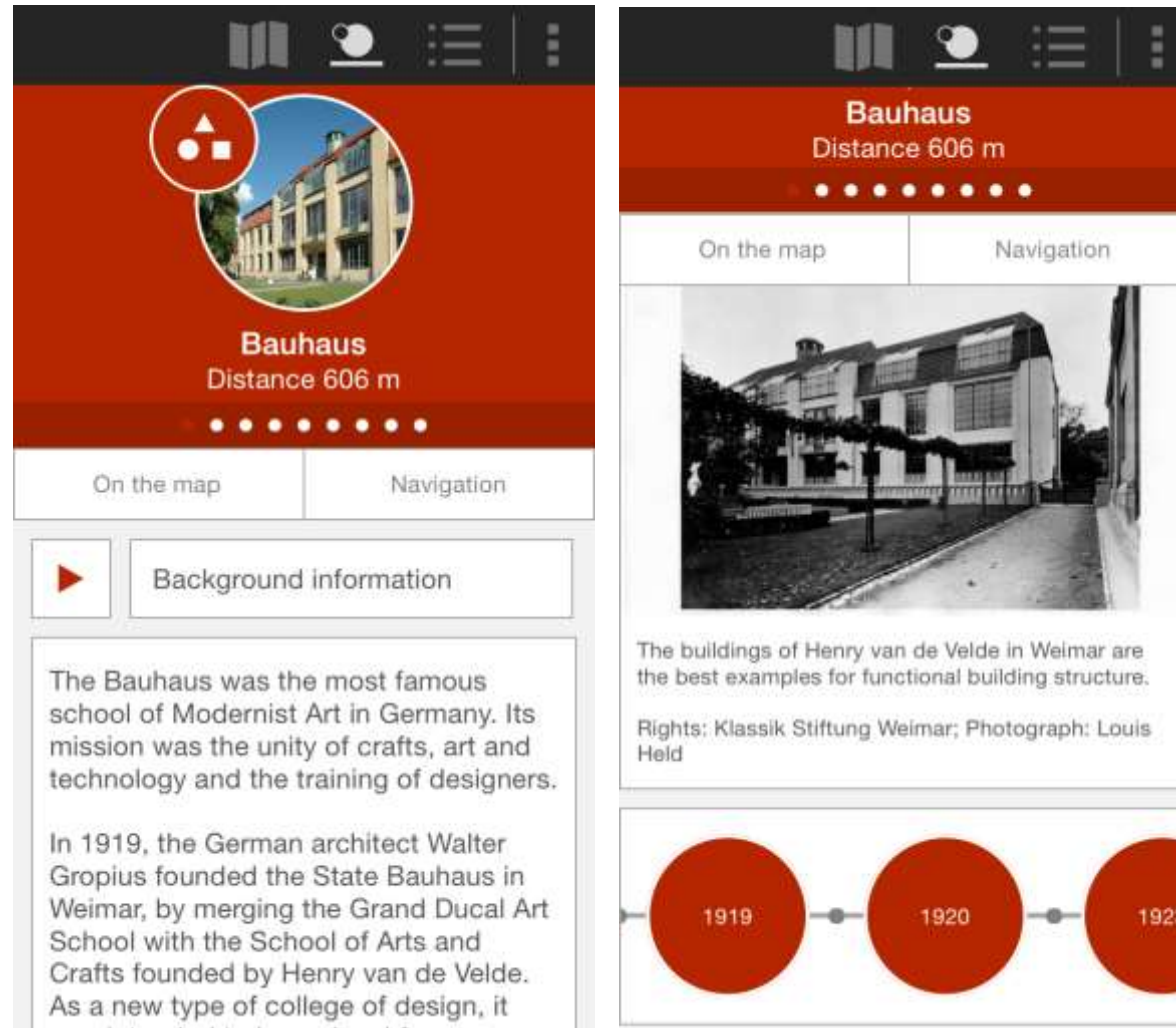 Bauhaus
Distance 606 m
On the map
Navigation
Background information
The Bauhaus was the most famous
school of Modernist Art in Germany. Its
mission was the unity of crafts, art and
technology and the training of designers.
In 1919, the German architect Walter
Gropius founded the State Bauhaus in
Weimar, by merging the Grand Ducal Art
School with the School of Arts and
Crafts founded by Henry van de Velde.
As a new type of college of design, it
Bauhaus
Distance 606 m
On the map
Navigation
The buildings of Henry van de Velde in Weimar are
the best examples for functional building structure.
Rights: Klassik Stiftung Weimar; Photograph: Louis
Held
1919
1920